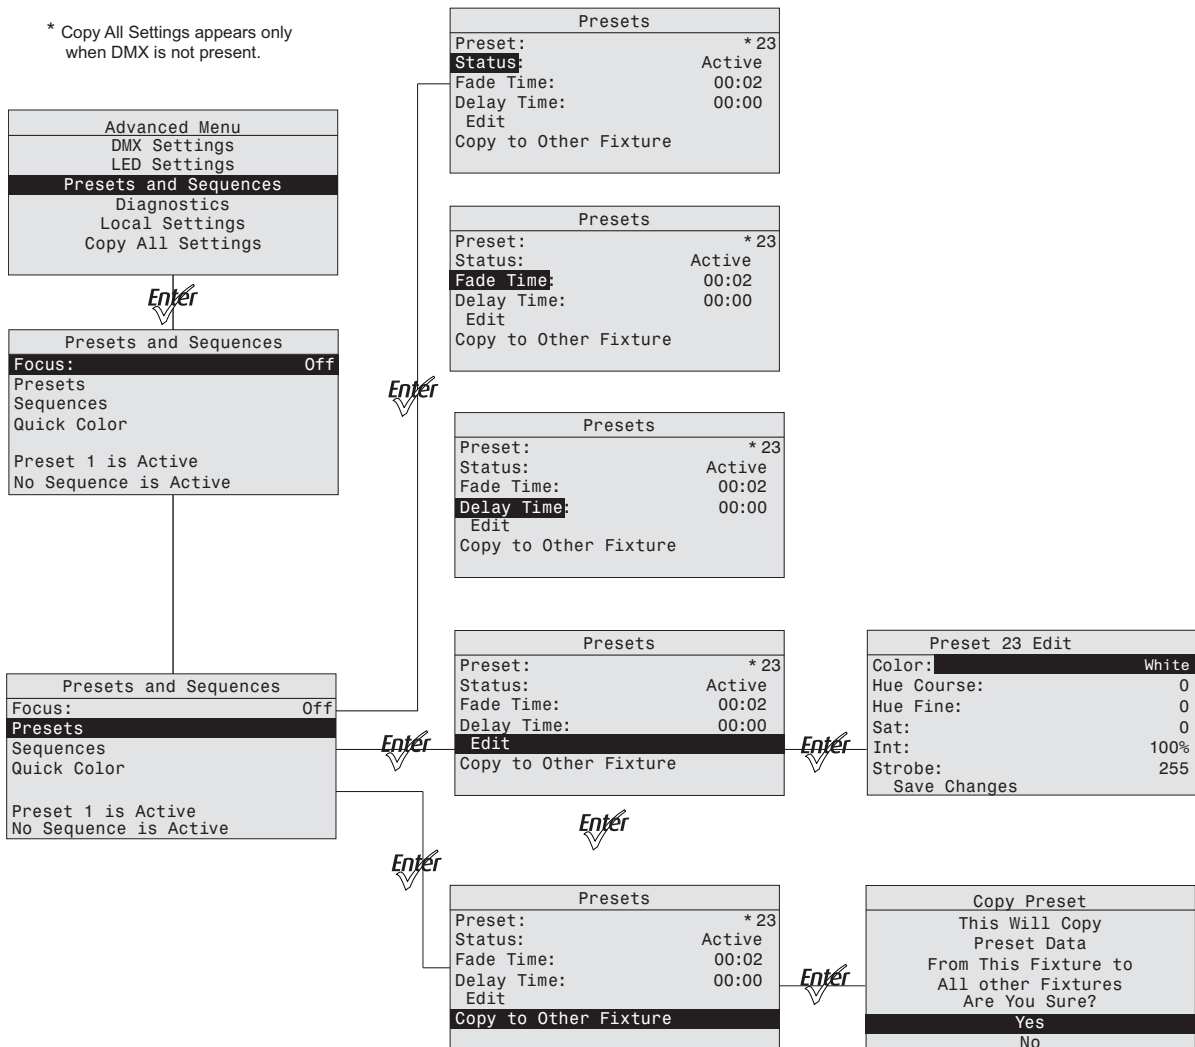 * Copy All Settings appears only
when DMX is not present.
Advanced Menu
DMX Settings
LED Settings
Presets and Sequences
Diagnostics
Local Settings
Copy All Settings
Enter
Presets and Sequences
Focus: Off
Presets
Sequences
Quick Color
Preset 1 is Active
No Sequence is Active
Presets and Sequences
Focus: Off
Presets
Sequences
Quick Color
Preset 1 is Active
No Sequence is Active
Enter
Enter
Enter
Presets
Preset: *23
Status: Active
Fade Time: 00:02
Delay Time: 00:00
Edit
Copy to Other Fixture
Presets
Preset: *23
Status: Active
Fade Time: 00:02
Delay Time: 00:00
Edit
Copy to Other Fixture
Presets
Preset: *23
Status: Active
Fade Time: 00:02
Delay Time: 00:00
Edit
Copy to Other Fixture
Presets
Preset: *23
Status: Active
Fade Time: 00:02
Delay Time: 00:00
Edit
Copy to Other Fixture
Enter
Preset 23 Edit
Color: White
Hue Course: 0
Hue Fine: 0
Sat: 0
Int: 100%
Strobe: 255
Save Changes
Enter
Presets
Preset: *23
Status: Active
Fade Time: 00:02
Delay Time: 00:00
Edit
Copy to Other Fixture
Enter
Copy Preset
This Will Copy
Preset Data
From This Fixture to
All other Fixtures
Are You Sure?
Yes
No